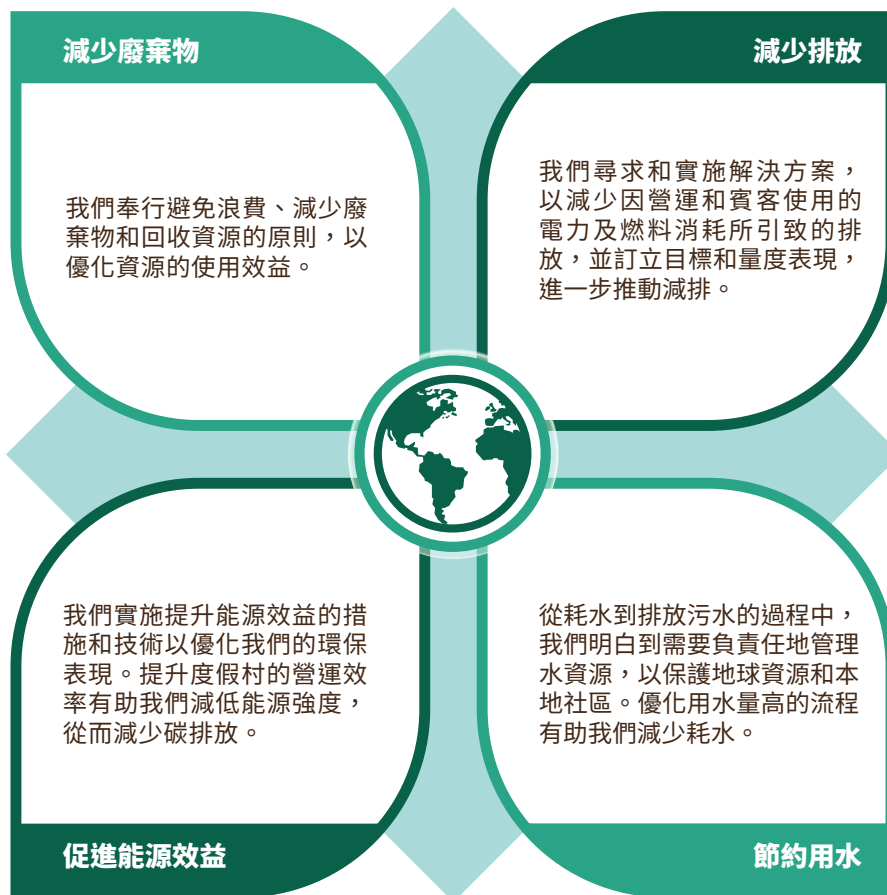 減少廢棄物
我們奉行避免浪費、減少廢
棄物和回收資源的原則，以
優化資源的使用效益。
減少排放
我們尋求和實施解決方案，
以減少因營運和賓客使用的
電力及燃料消耗所引致的排
放，並訂立目標和量度表現，
進一步推動減排。
我們實施提升能源效益的措
施和技術以優化我們的環保
表現。提升度假村的營運效
率有助我們減低能源強度，
從而減少碳排放。
促進能源效益
從耗水到排放污水的過程中，
我們明白到需要負責任地管理
水資源，以保護地球資源和本
地社區。優化用水量高的流程
有助我們減少耗水。
節約用水